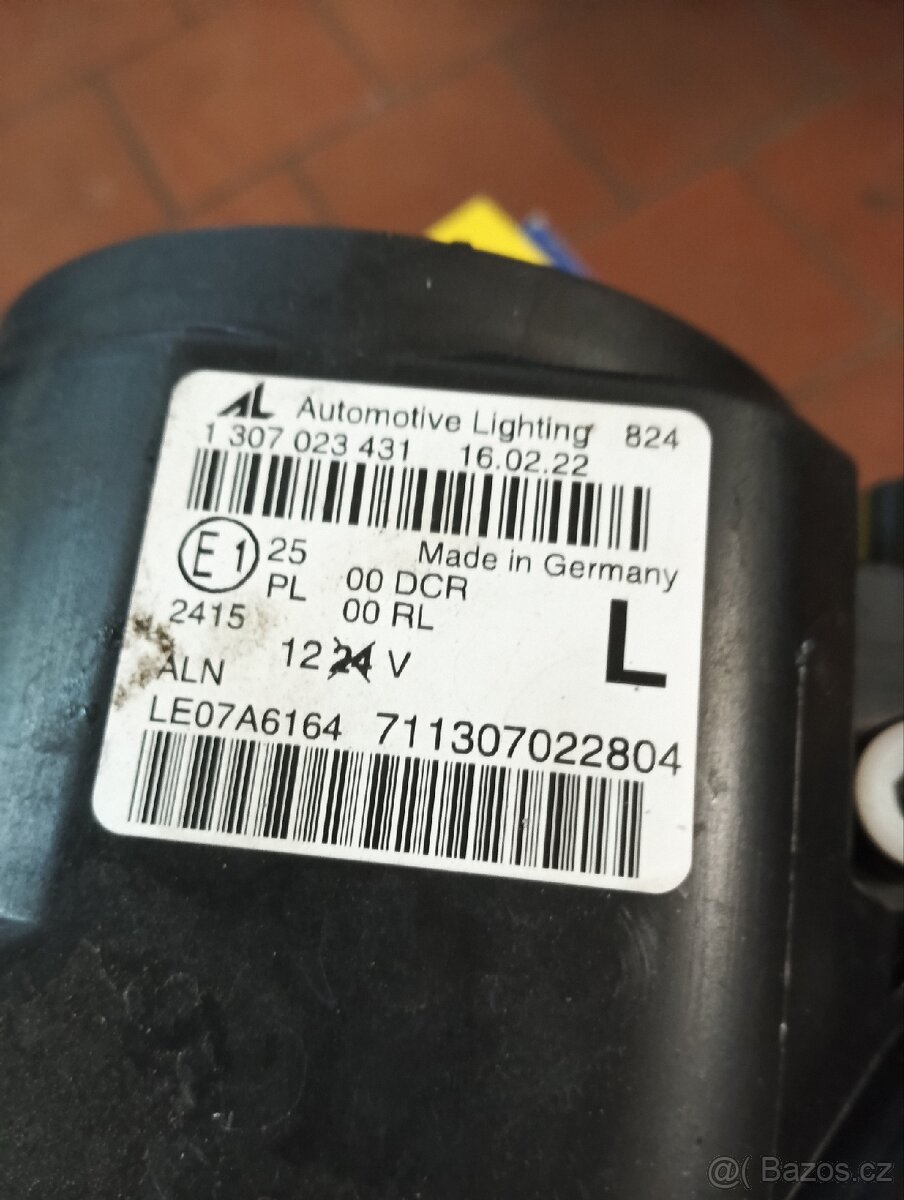 AL Automotive Lighting 824
1 307 023 431 16.02.22
E1 25 Made in Germany
PL 00 DCR
2415 00 RL L
12 24 V
ALN
LE07A6164 711307022804
@( Bazos.cz